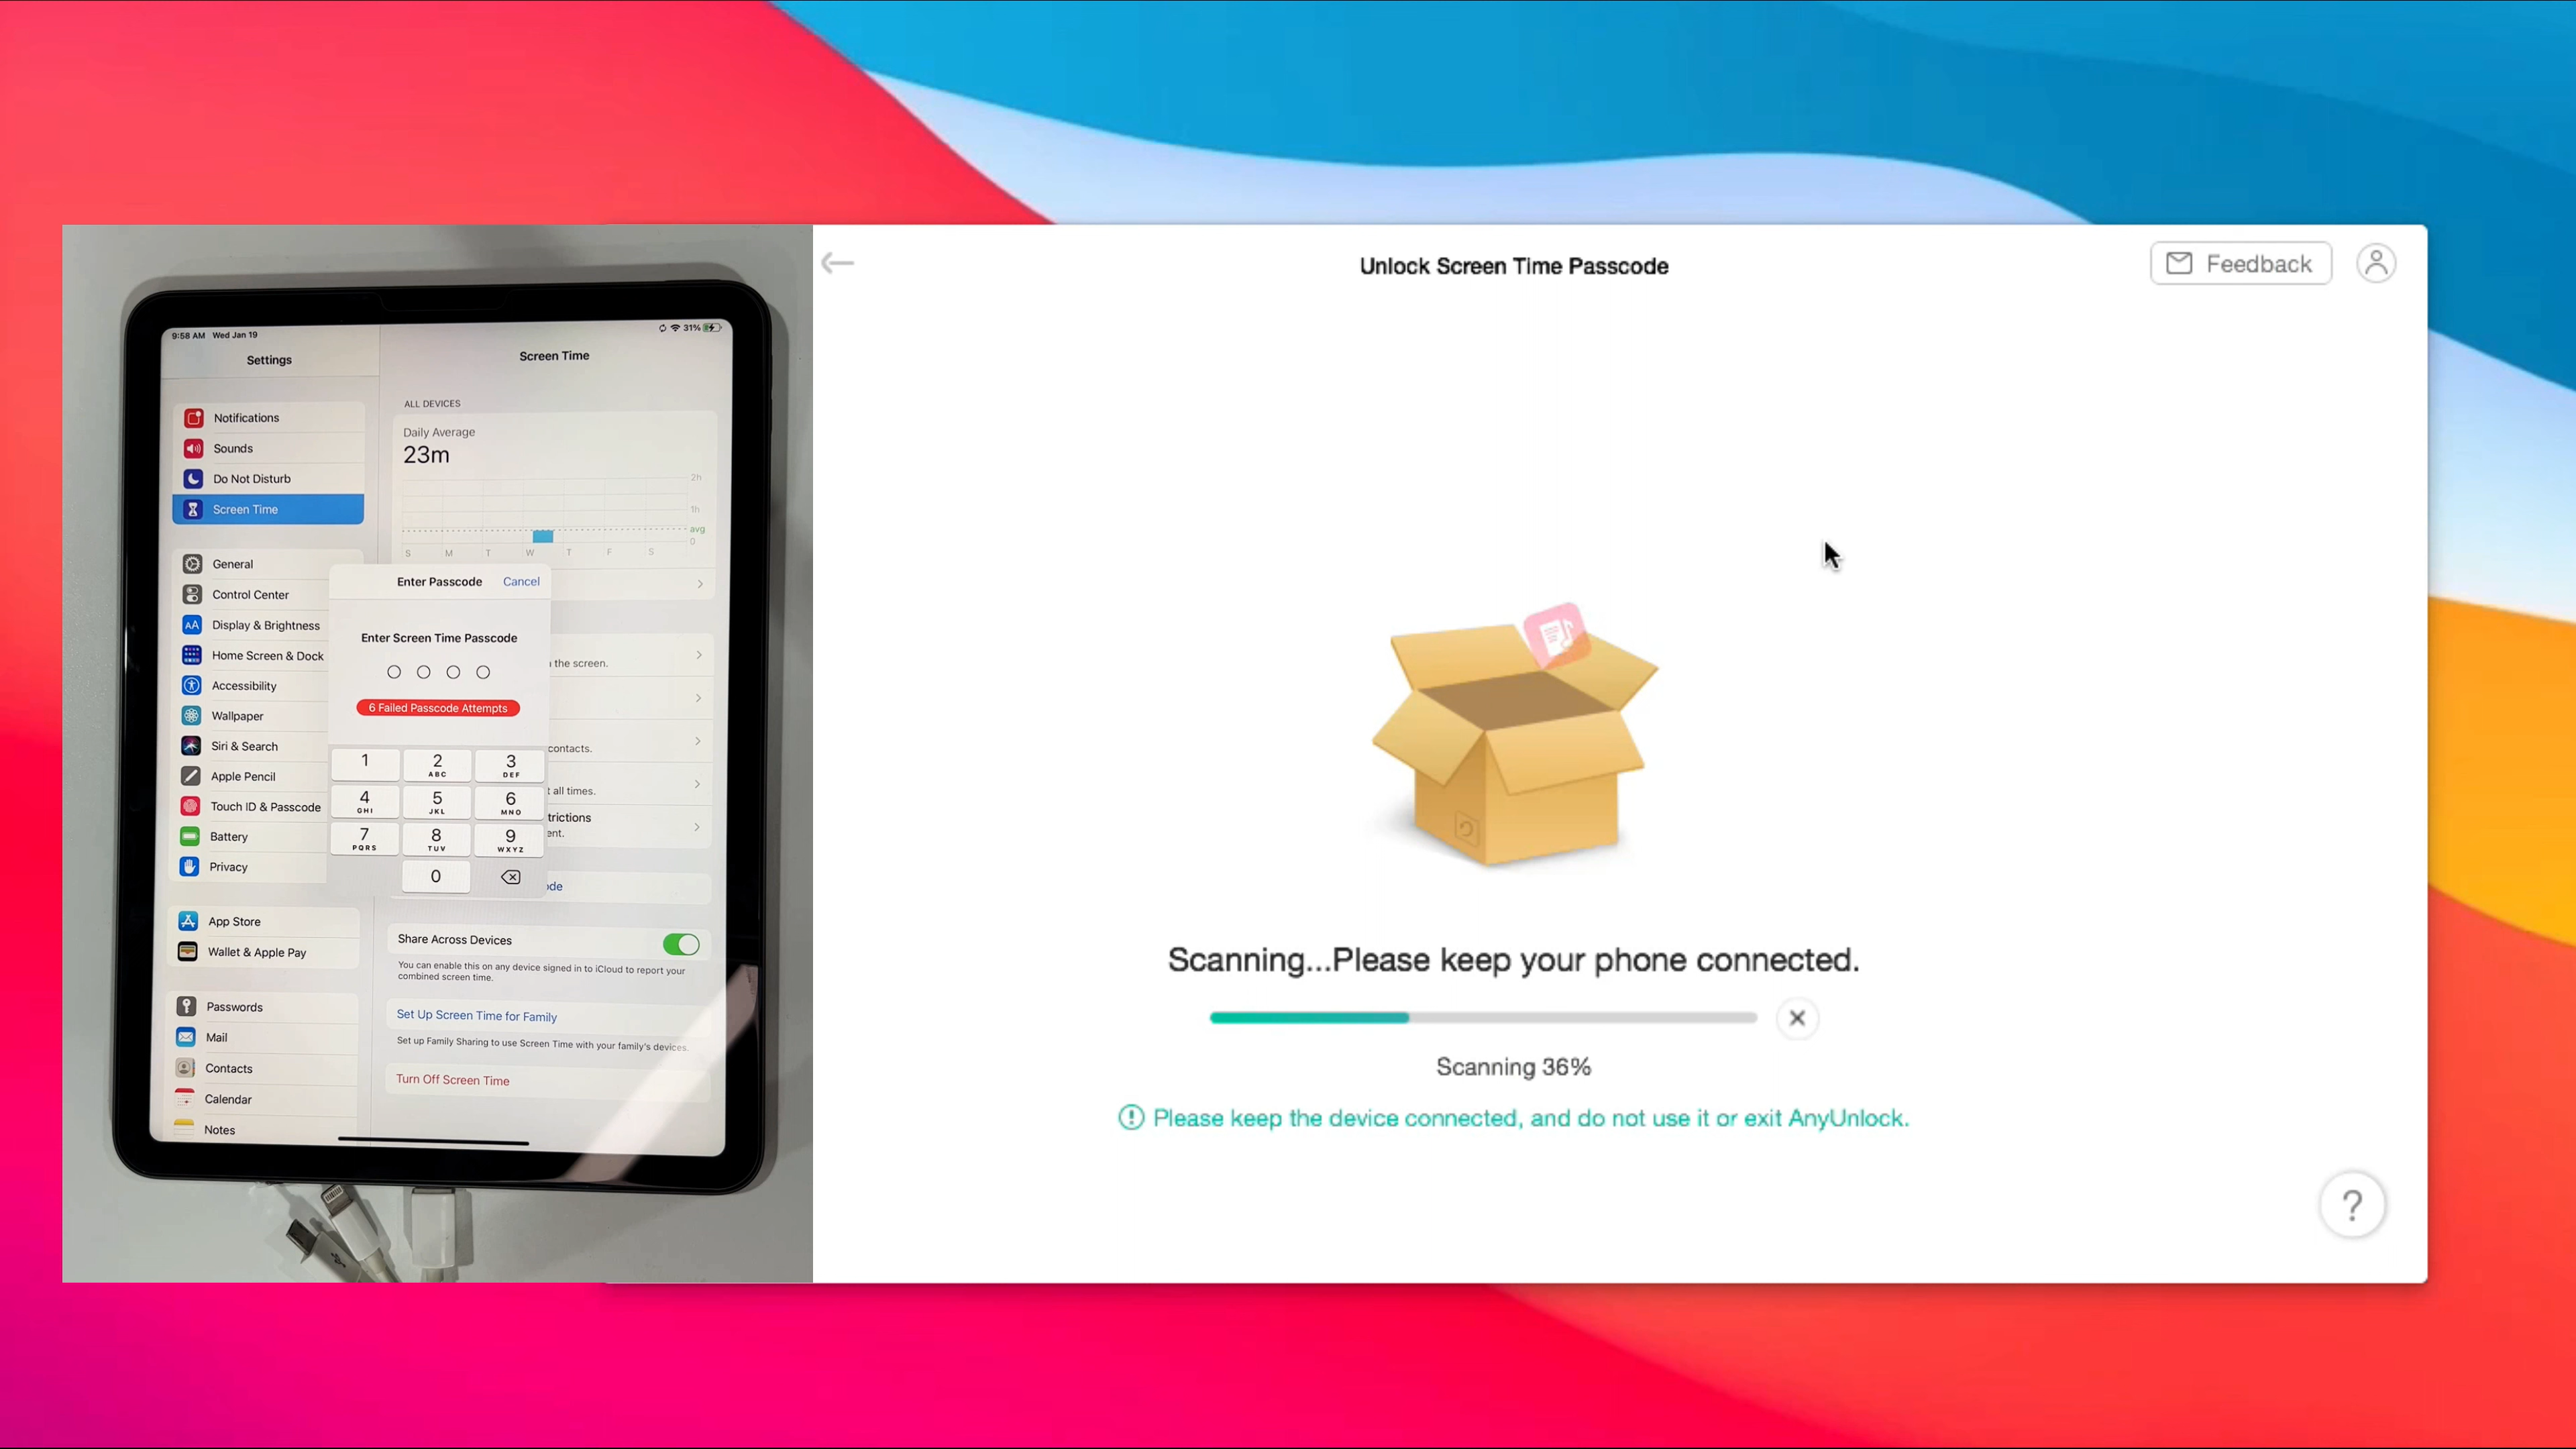 9:58 AM Wed Jan 19
31%
Settings
Notifications
Sounds
Do Not Disturb
Screen Time
General
Control Center
Display & Brightness
Home Screen & Dock
Accessibility
Wallpaper
Siri & Search
Apple Pencil
Touch ID & Passcode
Battery
Privacy
App Store
Wallet & Apple Pay
Passwords
Mail
Contacts
Calendar
Notes
Screen Time
ALL DEVICES
Daily Average
23m
2h
1h
avg
0
S M T W T F S
Enter Passcode Cancel
Enter Screen Time Passcode
6 Failed Passcode Attempts
1
2 ABC
3 DEF
4 GHI
5 JKL
6 MNO
7 PQRS
8 TUV
9 WXYZ
0
the screen.
contacts.
all times.
trictions
ent.
ode
Share Across Devices
You can enable this on any device signed in to iCloud to report your
combined screen time.
Set Up Screen Time for Family
Set up Family Sharing to use Screen Time with your family's devices.
Turn Off Screen Time
Unlock Screen Time Passcode
Feedback
Scanning...Please keep your phone connected.
Scanning 36%
Please keep the device connected, and do not use it or exit AnyUnlock.
?